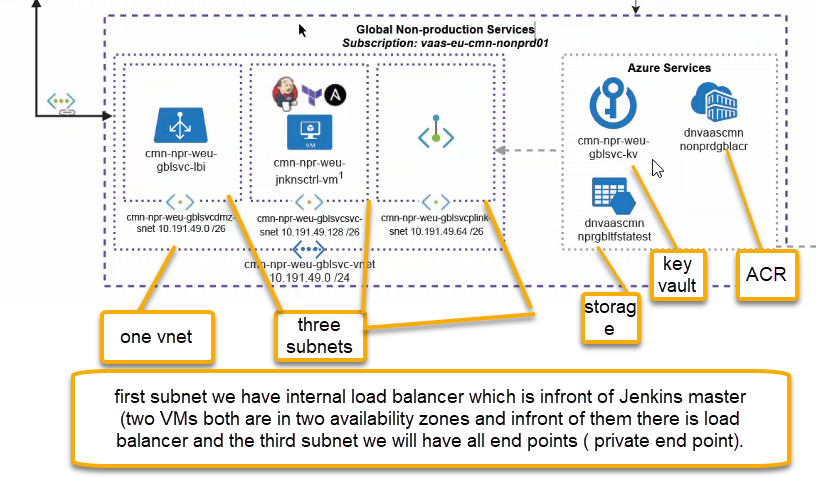 Global Non-production Services
Subscription: vaas-eu-cmn-nonprd01
Azure Services
VM
cmn-npr-weu-
gblsvc-lbi
cmn-npr-weu-
jnknsctrl-vm1
cmn-npr-weu-
gblsvc-kv
dnvaascmn
nonprdgblacr
cmn-npr-weu-gblsvcdmz-
snet 10.191.49.0 /26
cmn-npr-weu-gblsvcsvc-
snet 10.191.49.128 /26
cmn-npr-weu-gblsvcplink-
snet 10.191.49.64 /26
dnvaascmn
nprgbltfstatest
cmn-npr-weu-gblsvc-vnet
10.191.49.0 /24
one vnet
three
subnets
storag
e
key
vault
ACR
first subnet we have internal load balancer which is infront of Jenkins master
(two VMs both are in two availability zones and infront of them there is load
balancer and the third subnet we will have all end points ( private end point).